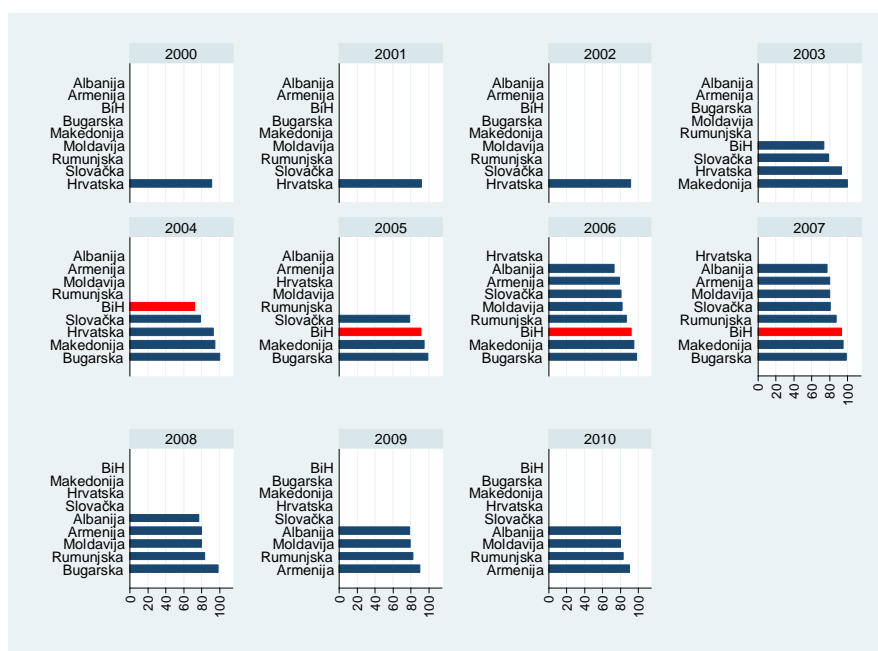 2000
Albanija
Armenija
BiH
Bugarska
Makedonija
Moldavija
Rumunjska
Slovačka
Hrvatska
2001
Albanija
Armenija
BiH
Bugarska
Makedonija
Moldavija
Rumunjska
Slovačka
Hrvatska
2002
Albanija
Armenija
BiH
Bugarska
Makedonija
Moldavija
Rumunjska
Slovačka
Hrvatska
2003
Albanija
Armenija
Bugarska
Moldavija
Rumunjska
BiH
Slovačka
Hrvatska
Makedonija
2004
Albanija
Armenija
Moldavija
Rumunjska
BiH
Slovačka
Hrvatska
Makedonija
Bugarska
2005
Albanija
Armenija
Hrvatska
Moldavija
Rumunjska
Slovačka
BiH
Makedonija
Bugarska
2006
Hrvatska
Albanija
Armenija
Slovačka
Moldavija
Rumunjska
BiH
Makedonija
Bugarska
2007
Hrvatska
Albanija
Armenija
Moldavija
Slovačka
Rumunjska
BiH
Makedonija
Bugarska
0 20 40 60 80 100
2008
BiH
Makedonija
Hrvatska
Slovačka
Albanija
Armenija
Moldavija
Rumunjska
Bugarska
0 20 40 60 80 100
2009
BiH
Bugarska
Makedonija
Hrvatska
Slovačka
Albanija
Moldavija
Rumunjska
Armenija
0 20 40 60 80 100
2010
BiH
Bugarska
Makedonija
Hrvatska
Slovačka
Albanija
Moldavija
Rumunjska
Armenija
0 20 40 60 80 100